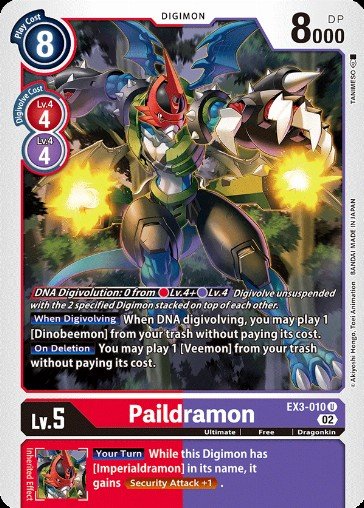 DIGIMON
Play Cost
8
DP
8000
Digivolve Cost
Lv.4
4
Lv.4
4
TANIMESO
© Akiyoshi Hongo, Toei Animation BANDAI MADE IN JAPAN
DNA Digivolution: 0 from Lv.4+ Lv.4 Digivolve unsuspended
with the 2 specified Digimon stacked on top of each other.
When Digivolving When DNA digivolving, you may play 1
[Dinobeemon] from your trash without paying its cost.
On Deletion You may play 1 [Veemon] from your trash
without paying its cost.
Lv.5
Paildramon
EX3-010 U
02
Ultimate Free Dragonkin
Inherited Effect
Your Turn While this Digimon has
[Imperialdramon] in its name, it
gains Security Attack +1 .